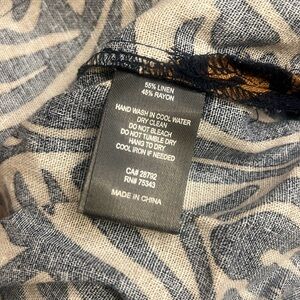 55% LINEN
45% RAYON
HAND WASH IN COOL WATER
DRY CLEAN
DO NOT BLEACH
DO NOT TUMBLE DRY
HANG TO DRY
COOL IRON IF NEEDED
CA# 28792
RN# 75343
MADE IN CHINA